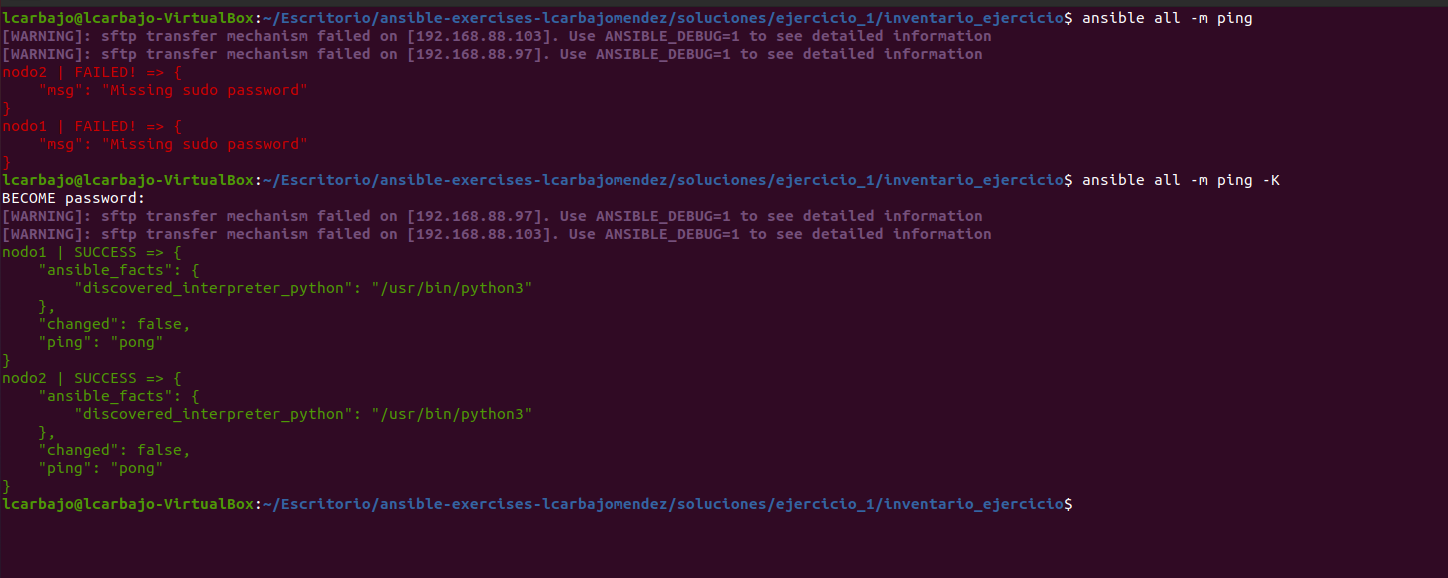 lcarbajo@lcarbajo-VirtualBox:~/Escritorio/ansible-exercises-lcarbajomendez/soluciones/ejercicio_1/inventario_ejercicio$ ansible all -m ping
[WARNING]: sftp transfer mechanism failed on [192.168.88.103]. Use ANSIBLE_DEBUG=1 to see detailed information
[WARNING]: sftp transfer mechanism failed on [192.168.88.97]. Use ANSIBLE_DEBUG=1 to see detailed information
nodo2 | FAILED! => {
    "msg": "Missing sudo password"
}
nodo1 | FAILED! => {
    "msg": "Missing sudo password"
}
lcarbajo@lcarbajo-VirtualBox:~/Escritorio/ansible-exercises-lcarbajomendez/soluciones/ejercicio_1/inventario_ejercicio$ ansible all -m ping -K
BECOME password:
[WARNING]: sftp transfer mechanism failed on [192.168.88.97]. Use ANSIBLE_DEBUG=1 to see detailed information
[WARNING]: sftp transfer mechanism failed on [192.168.88.103]. Use ANSIBLE_DEBUG=1 to see detailed information
nodo1 | SUCCESS => {
    "ansible_facts": {
        "discovered_interpreter_python": "/usr/bin/python3"
    },
    "changed": false,
    "ping": "pong"
}
nodo2 | SUCCESS => {
    "ansible_facts": {
        "discovered_interpreter_python": "/usr/bin/python3"
    },
    "changed": false,
    "ping": "pong"
}
lcarbajo@lcarbajo-VirtualBox:~/Escritorio/ansible-exercises-lcarbajomendez/soluciones/ejercicio_1/inventario_ejercicio$